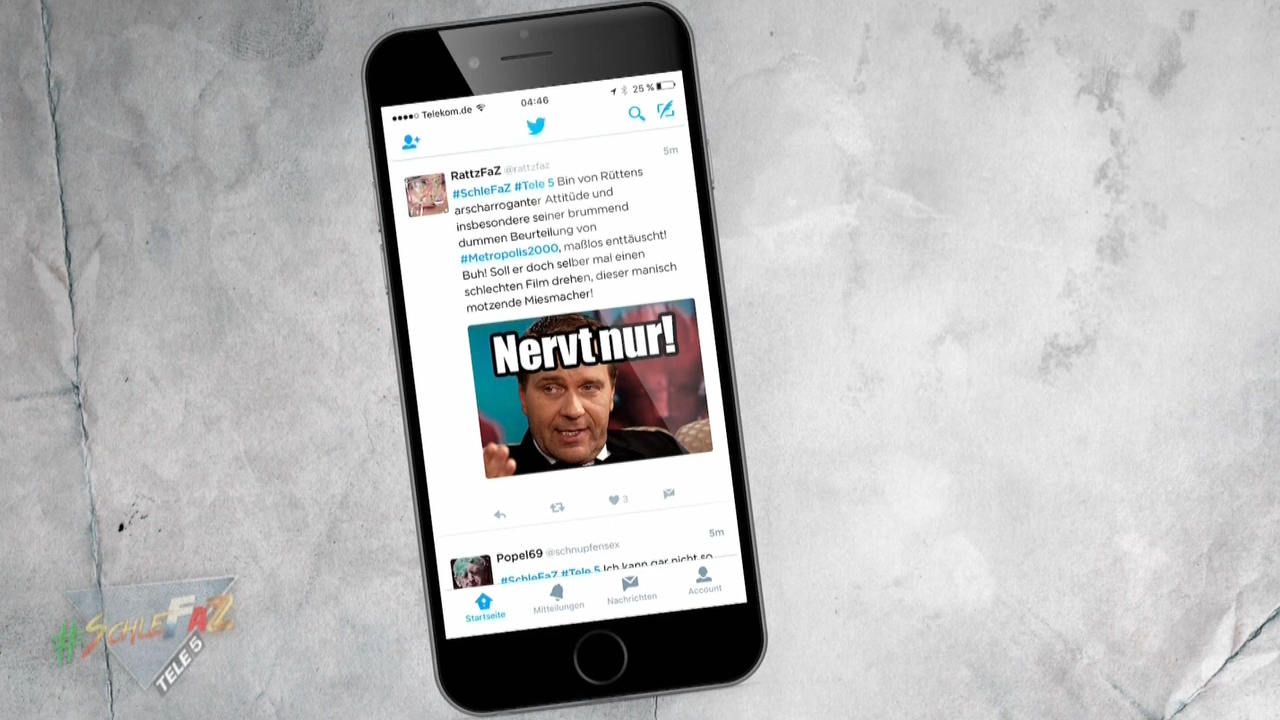 Telekom.de
04:46
25 %
RattzFaZ @rattzfaz
5m
#SchleFaZ #Tele 5 Bin von Rüttens
arscharroganter Attitüde und
insbesondere seiner brummend
dummen Beurteilung von
#Metropolis2000, maßlos enttäuscht!
Buh! Soll er doch selber mal einen
schlechten Film drehen, dieser manisch
motzende Miesmacher!
Nervt nur!
3
Popel69 @schnupfensex
5m
#SchleFaZ #Tele 5 Ich kann gar nicht so
Startseite
Mitteilungen
Nachrichten
Account
#SCHLEFAZ
TELE 5